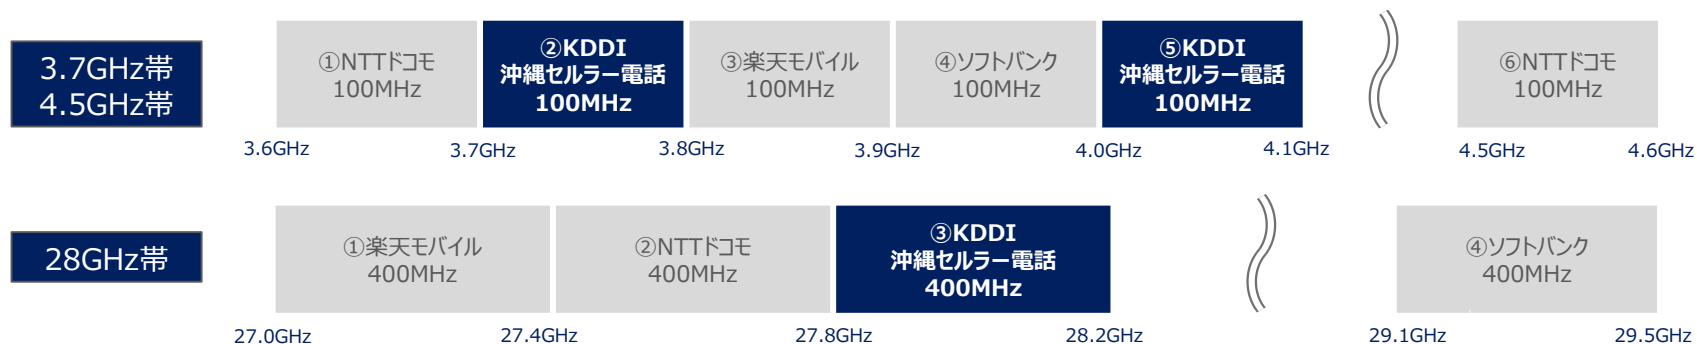 3.7GHz帯
4.5GHz帯
①NTTドコモ
100MHz
②KDDI
沖縄セルラー電話
100MHz
③楽天モバイル
100MHz
④ソフトバンク
100MHz
⑤KDDI
沖縄セルラー電話
100MHz
⑥NTTドコモ
100MHz
3.6GHz
3.7GHz
3.8GHz
3.9GHz
4.0GHz
4.1GHz
4.5GHz
4.6GHz
28GHz帯
①楽天モバイル
400MHz
②NTTドコモ
400MHz
③KDDI
沖縄セルラー電話
400MHz
④ソフトバンク
400MHz
27.0GHz
27.4GHz
27.8GHz
28.2GHz
29.1GHz
29.5GHz